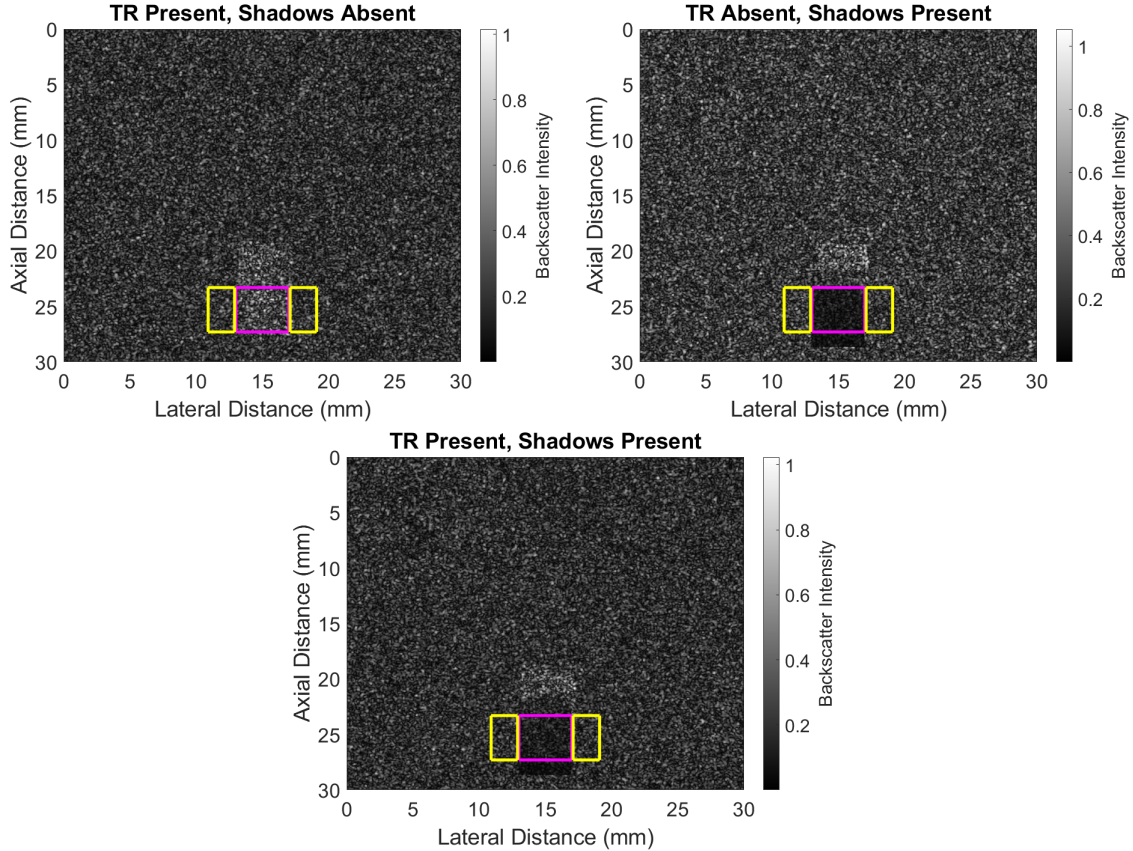 TR Present, Shadows Absent
0
5
10
15
20
25
30
Axial Distance (mm)
0 5 10 15 20 25 30
Lateral Distance (mm)
1
0.8
0.6
0.4
0.2
Backscatter Intensity
TR Absent, Shadows Present
0
5
10
15
20
25
30
Axial Distance (mm)
0 5 10 15 20 25 30
Lateral Distance (mm)
1
0.8
0.6
0.4
0.2
Backscatter Intensity
TR Present, Shadows Present
0
5
10
15
20
25
30
Axial Distance (mm)
0 5 10 15 20 25 30
Lateral Distance (mm)
1
0.8
0.6
0.4
0.2
Backscatter Intensity